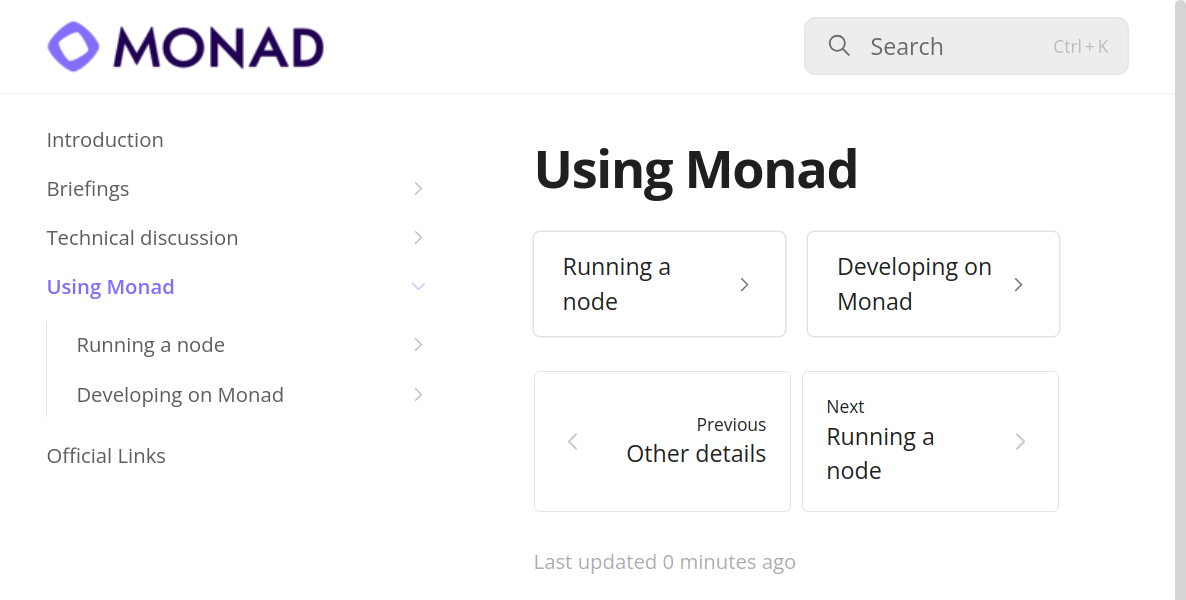 MONAD
Search
Ctrl + K
Introduction
Briefings
Technical discussion
Using Monad
Running a node
Developing on Monad
Official Links
Using Monad
Running a
node
Developing on
Monad
Previous
Other details
Next
Running a
node
Last updated 0 minutes ago